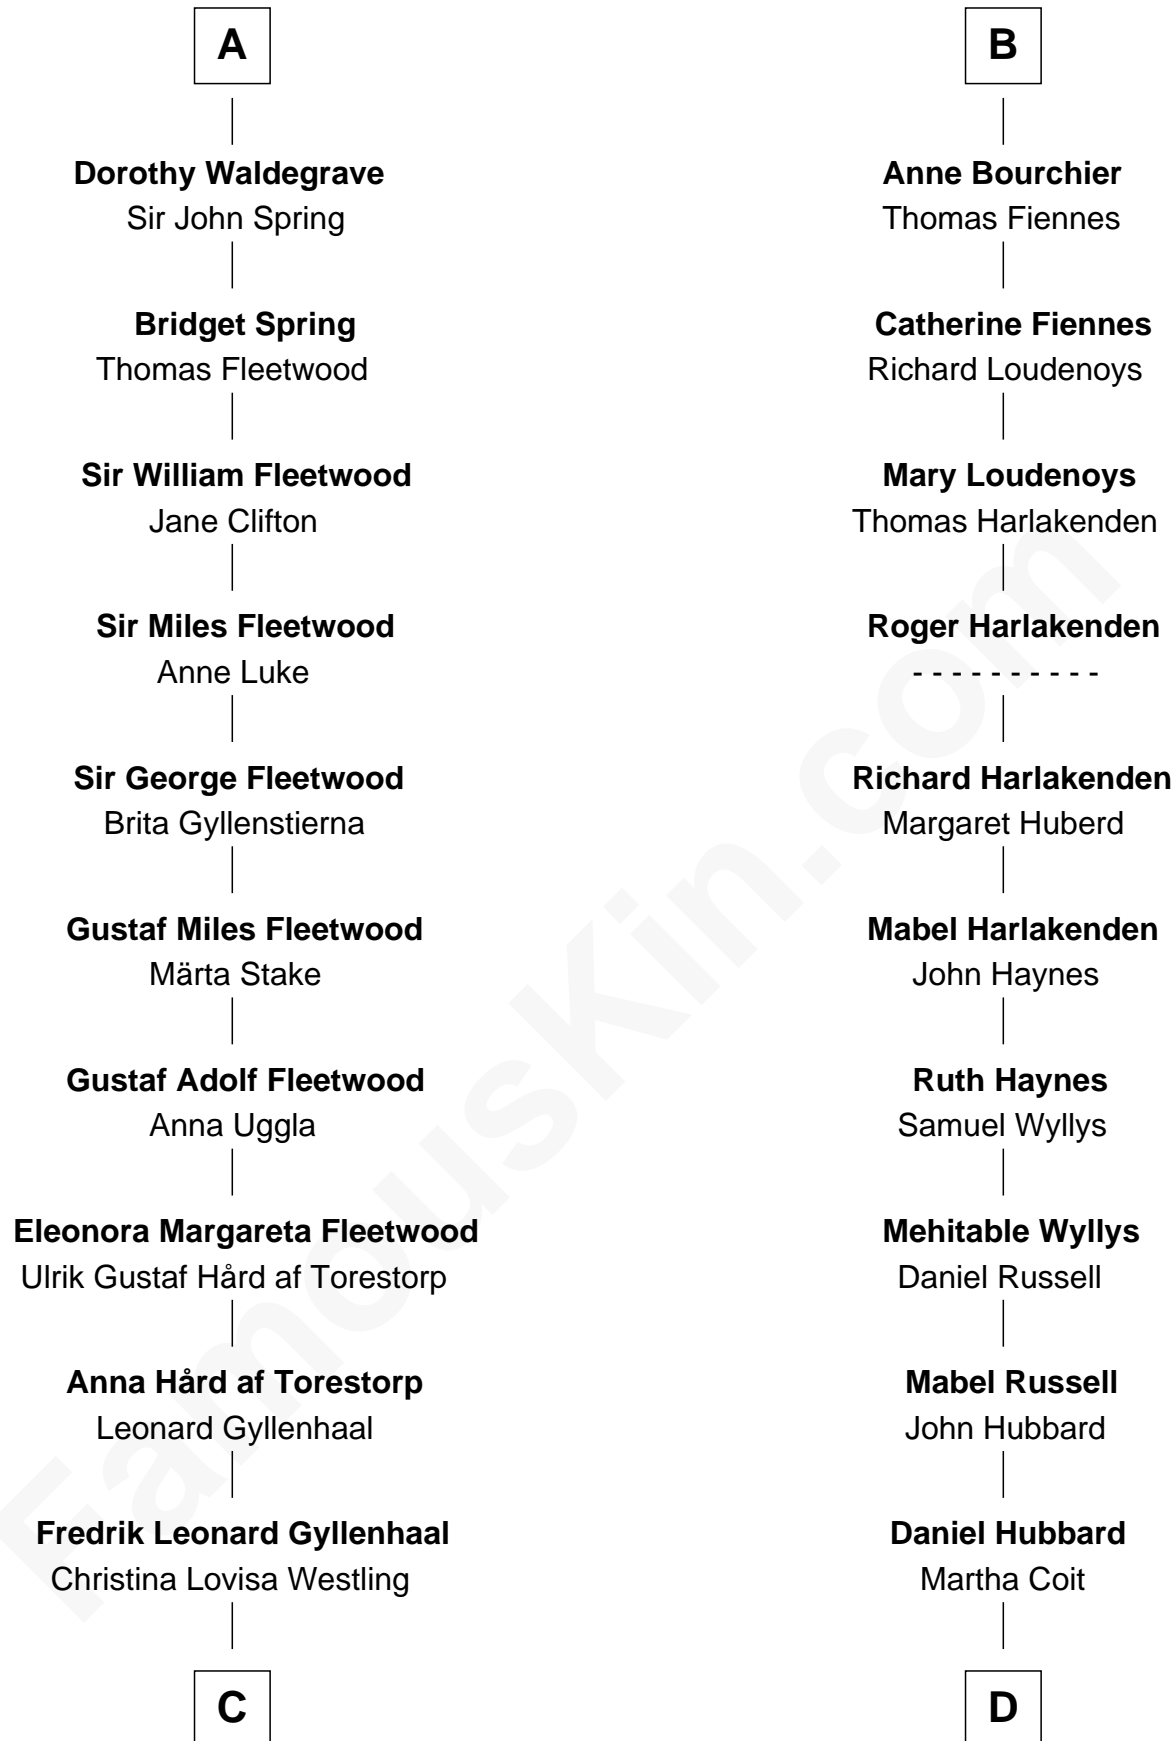 A
Dorothy Waldegrave
Sir John Spring
Bridget Spring
Thomas Fleetwood
Sir William Fleetwood
Jane Clifton
Sir Miles Fleetwood
Anne Luke
Sir George Fleetwood
Brita Gyllenstierna
Gustaf Miles Fleetwood
Märta Stake
Gustaf Adolf Fleetwood
Anna Uggla
Eleonora Margareta Fleetwood
Ulrik Gustaf Hård af Torestorp
Anna Hård af Torestorp
Leonard Gyllenhaal
Fredrik Leonard Gyllenhaal
Christina Lovisa Westling
C
B
Anne Bourchier
Thomas Fiennes
Catherine Fiennes
Richard Loudenoys
Mary Loudenoys
Thomas Harlakenden
Roger Harlakenden
- - - - - - - - - -
Richard Harlakenden
Margaret Huberd
Mabel Harlakenden
John Haynes
Ruth Haynes
Samuel Wyllys
Mehitable Wyllys
Daniel Russell
Mabel Russell
John Hubbard
Daniel Hubbard
Martha Coit
D
FamousKin.com